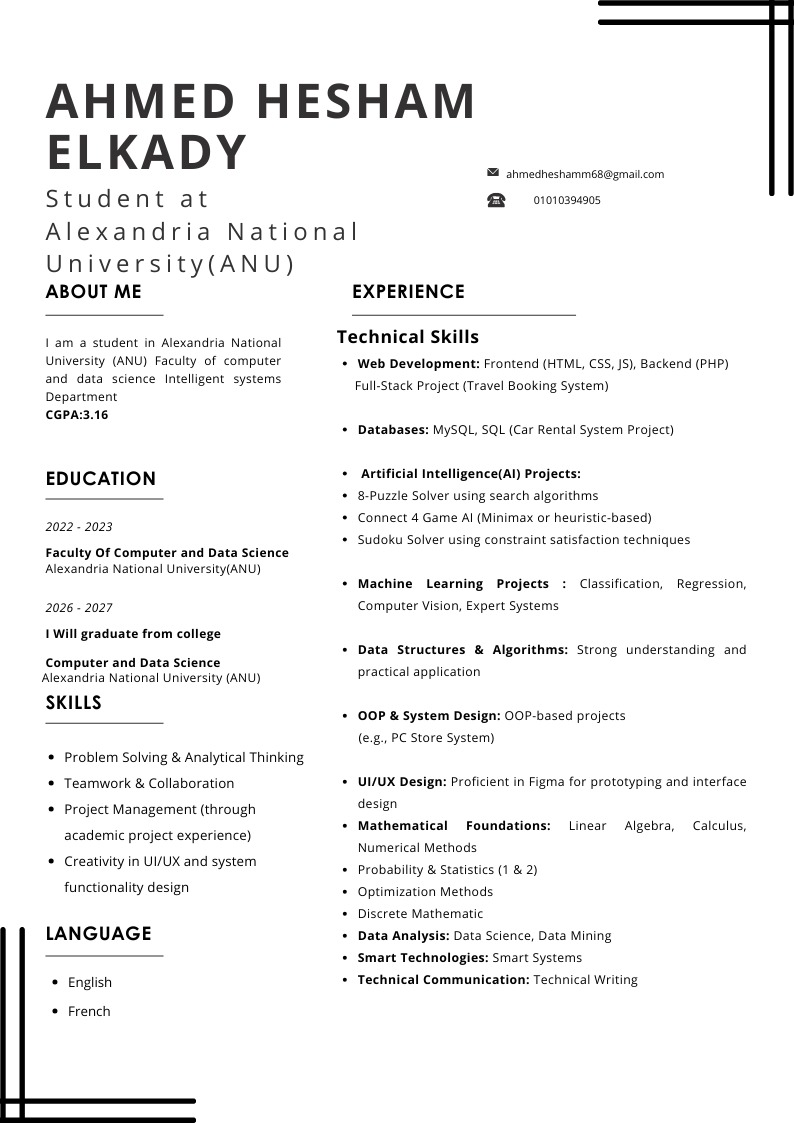 AHMED HESHAM
ELKADY
Student at
Alexandria National
University(ANU)
ahmedheshamm68@gmail.com
01010394905
ABOUT ME
I am a student in Alexandria National
University (ANU) Faculty of computer
and data science Intelligent systems
Department
CGPA:3.16
EDUCATION
2022 - 2023
Faculty Of Computer and Data Science
Alexandria National University(ANU)
2026 - 2027
I Will graduate from college
Computer and Data Science
Alexandria National University (ANU)
SKILLS
• Problem Solving & Analytical Thinking
• Teamwork & Collaboration
• Project Management (through
academic project experience)
• Creativity in UI/UX and system
functionality design
LANGUAGE
• English
• French
EXPERIENCE
Technical Skills
• Web Development: Frontend (HTML, CSS, JS), Backend (PHP)
Full-Stack Project (Travel Booking System)
• Databases: MySQL, SQL (Car Rental System Project)
• Artificial Intelligence(AI) Projects:
• 8-Puzzle Solver using search algorithms
• Connect 4 Game AI (Minimax or heuristic-based)
• Sudoku Solver using constraint satisfaction techniques
• Machine Learning Projects : Classification, Regression,
Computer Vision, Expert Systems
• Data Structures & Algorithms: Strong understanding and
practical application
• OOP & System Design: OOP-based projects
(e.g., PC Store System)
• UI/UX Design: Proficient in Figma for prototyping and interface
design
• Mathematical Foundations: Linear Algebra, Calculus,
Numerical Methods
• Probability & Statistics (1 & 2)
• Optimization Methods
• Discrete Mathematic
• Data Analysis: Data Science, Data Mining
• Smart Technologies: Smart Systems
• Technical Communication: Technical Writing